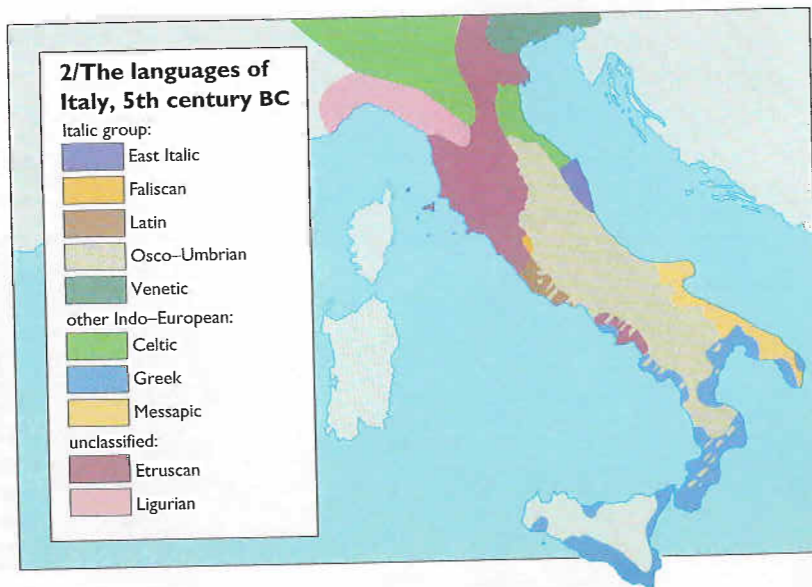 2/The languages of
Italy, 5th century BC
Italic group:
East Italic
Faliscan
Latin
Osco–Umbrian
Venetic
other Indo–European:
Celtic
Greek
Messapic
unclassified:
Etruscan
Ligurian